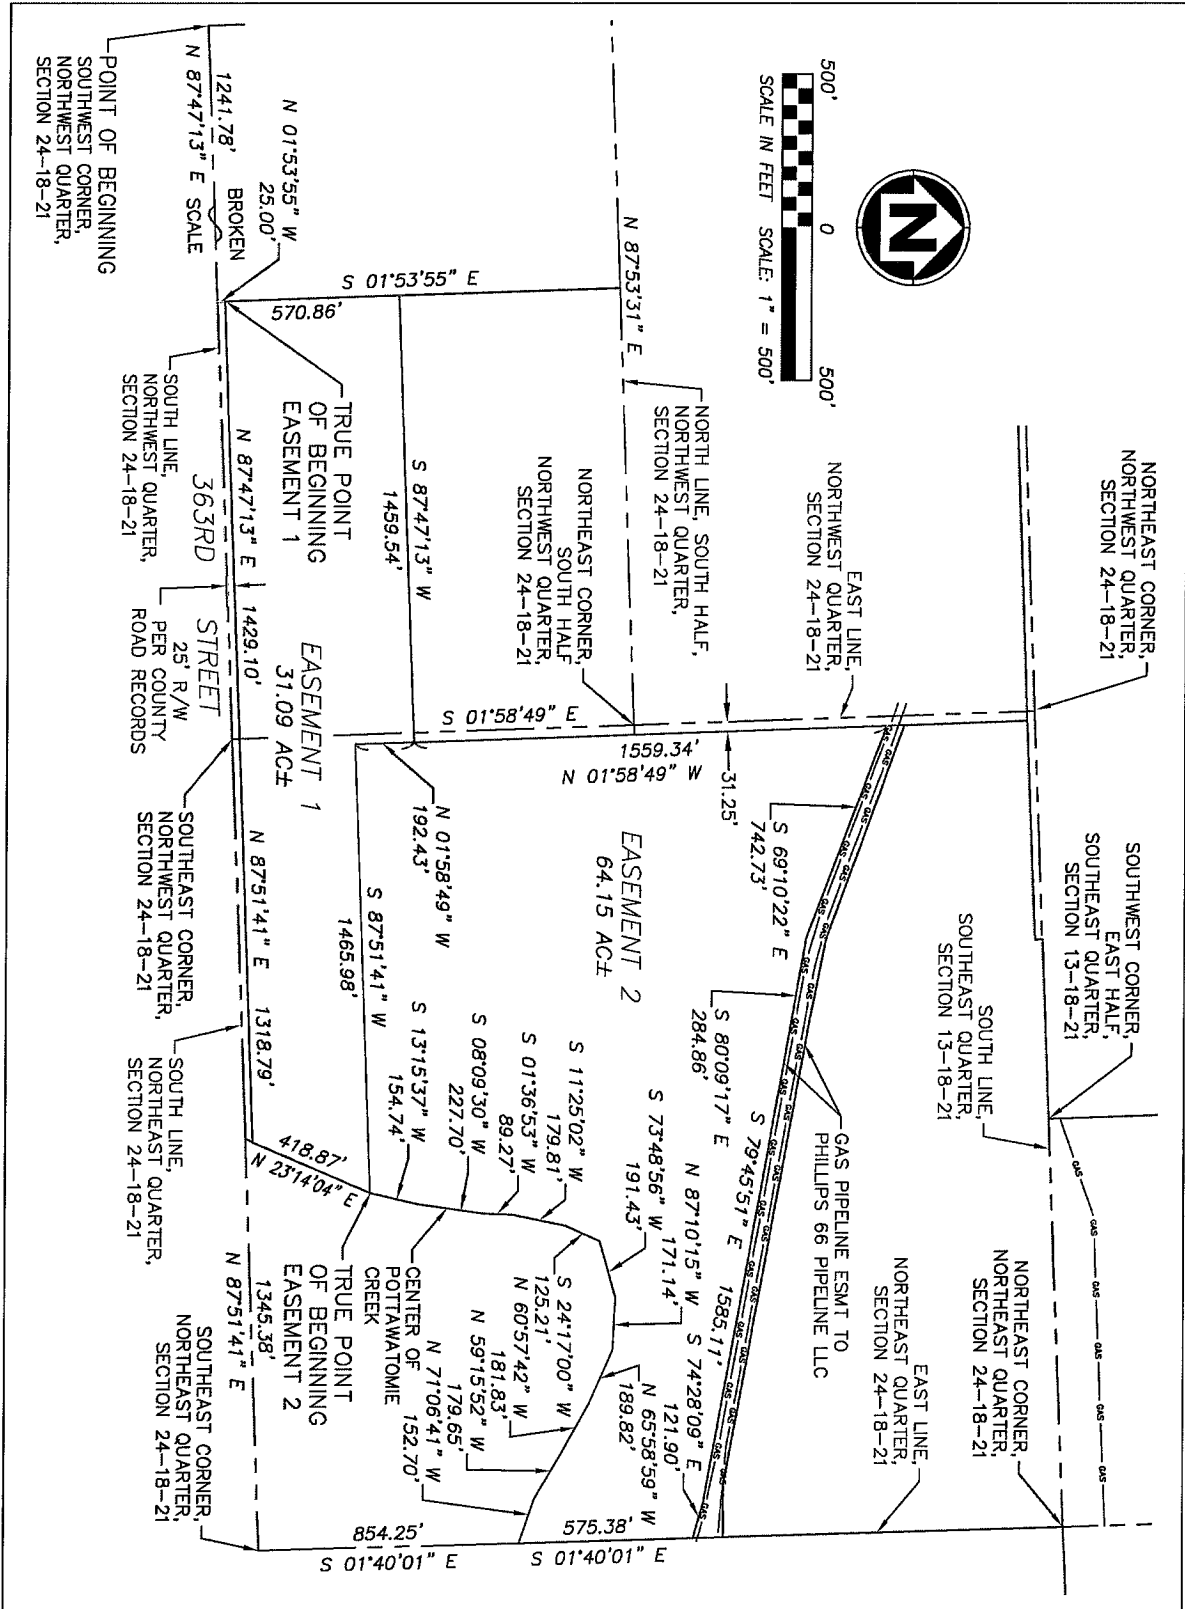 500'
0
500'
SCALE IN FEET   SCALE: 1" = 500'
N
NORTHEAST CORNER,
NORTHWEST QUARTER,
SECTION 24-18-21
SOUTHWEST CORNER,
EAST HALF,
SOUTHEAST QUARTER,
SECTION 13-18-21
SOUTH LINE,
SOUTHEAST QUARTER,
SECTION 13-18-21
NORTHEAST CORNER,
NORTHEAST QUARTER,
SECTION 24-18-21
EAST LINE,
NORTHEAST QUARTER,
SECTION 24-18-21
EAST LINE,
NORTHWEST QUARTER,
SECTION 24-18-21
NORTH LINE, SOUTH HALF,
NORTHWEST QUARTER,
SECTION 24-18-21
NORTHEAST CORNER,
SOUTH HALF
NORTHWEST QUARTER,
SECTION 24-18-21
N 87°53'31" E
S 01°53'55" E
570.86'
N 01°53'55" W
25.00'
1241.78'
BROKEN
N 87°47'13" E SCALE
POINT OF BEGINNING
SOUTHWEST CORNER,
NORTHWEST QUARTER,
SECTION 24-18-21
TRUE POINT
OF BEGINNING
EASEMENT 1
S 87°47'13" W
1459.54'
N 87°47'13" E   1429.10'
SOUTH LINE,
NORTHWEST QUARTER,
SECTION 24-18-21
363RD STREET
25' R/W
PER COUNTY
ROAD RECORDS
EASEMENT 1
31.09 AC±
S 01°58'49" E
1559.34'
N 01°58'49" W
31.25'
N 01°58'49" W
192.43'
EASEMENT 2
64.15 AC±
S 69°10'22" E
742.73'
S 80°09'17" E
284.86'
S 79°45'51" E   1585.11'
S 74°28'09" E
121.90'
GAS PIPELINE ESMT TO
PHILLIPS 66 PIPELINE LLC
GAS GAS GAS GAS
S 87°51'41" W
1465.98'
S 13°15'37" W
154.74'
S 08°09'30" W
227.70'
S 01°36'53" W
89.27'
S 11°25'02" W
179.81'
S 24°17'00" W
125.21'
S 73°48'56" W
191.43'
N 87°10'15" W
171.14'
N 65°58'59" W
189.82'
N 60°57'42" W
181.83'
N 59°15'52" W
179.65'
N 71°06'41" W
152.70'
CENTER OF
POTTAWATOMIE
CREEK
TRUE POINT
OF BEGINNING
EASEMENT 2
418.87'
N 23°14'04" E
N 87°51'41" E   1318.79'
SOUTHEAST CORNER,
NORTHWEST QUARTER,
SECTION 24-18-21
SOUTH LINE,
NORTHEAST QUARTER,
SECTION 24-18-21
1345.38'
N 87°51'41" E
SOUTHEAST CORNER,
NORTHEAST QUARTER,
SECTION 24-18-21
854.25'
S 01°40'01" E
575.38'
S 01°40'01" E